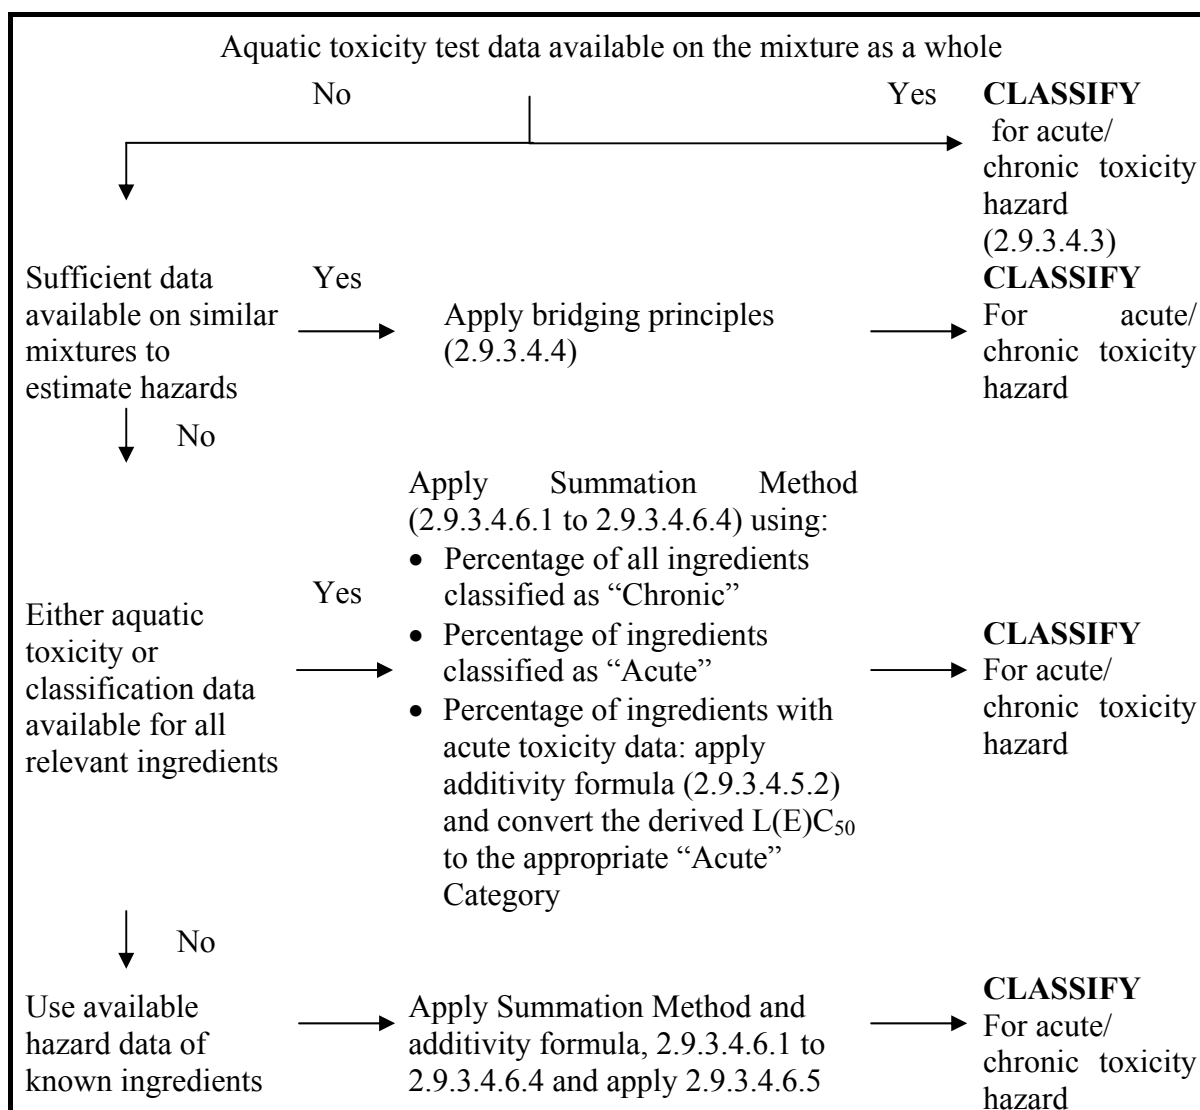 Aquatic toxicity test data available on the mixture as a whole
No
Yes
CLASSIFY
for acute/
chronic toxicity
hazard
(2.9.3.4.3)
Sufficient data
available on similar
mixtures to
estimate hazards
Yes
Apply bridging principles
(2.9.3.4.4)
CLASSIFY
For acute/
chronic toxicity
hazard
No
Either aquatic
toxicity or
classification data
available for all
relevant ingredients
Yes
Apply Summation Method
(2.9.3.4.6.1 to 2.9.3.4.6.4) using:
• Percentage of all ingredients
classified as “Chronic”
• Percentage of ingredients
classified as “Acute”
• Percentage of ingredients with
acute toxicity data: apply
additivity formula (2.9.3.4.5.2)
and convert the derived L(E)C50
to the appropriate “Acute”
Category
CLASSIFY
For acute/
chronic toxicity
hazard
No
Use available
hazard data of
known ingredients
Apply Summation Method and
additivity formula, 2.9.3.4.6.1 to
2.9.3.4.6.4 and apply 2.9.3.4.6.5
CLASSIFY
For acute/
chronic toxicity
hazard